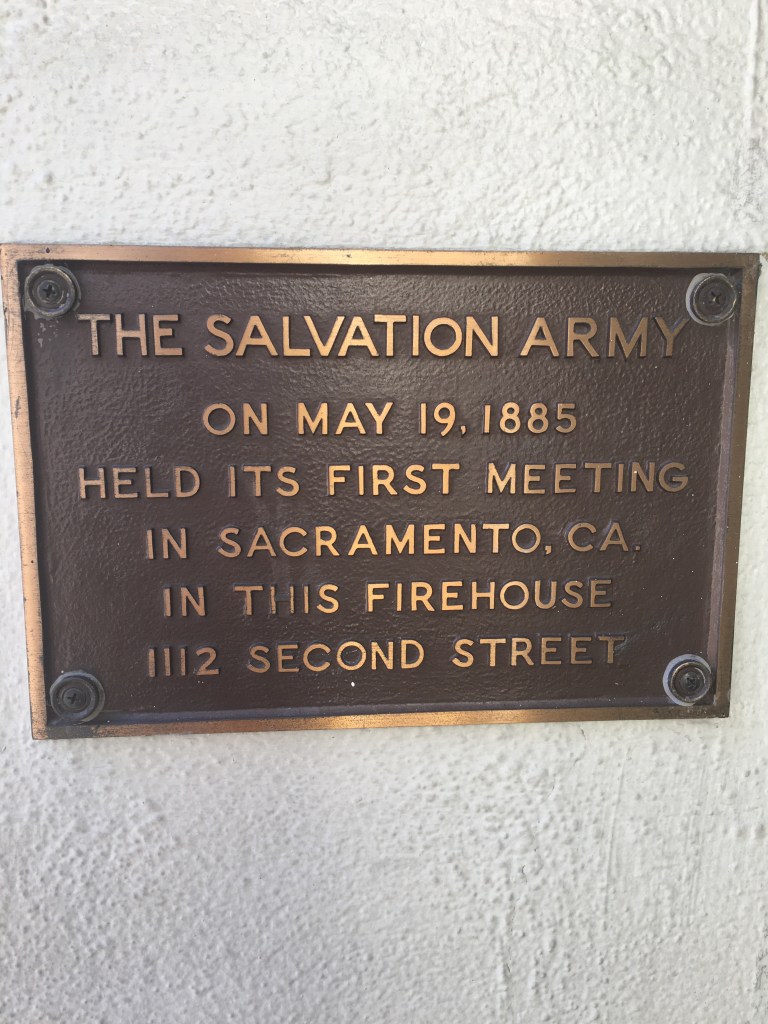 THE SALVATION ARMY
ON MAY 19, 1885
HELD ITS FIRST MEETING
IN SACRAMENTO, CA.
IN THIS FIREHOUSE
1112 SECOND STREET